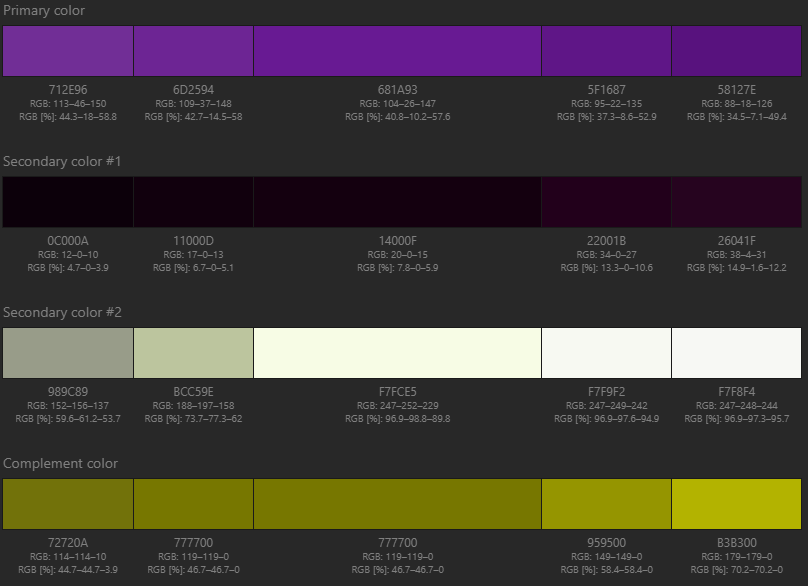 Primary color
712E96 6D2594 681A93 5F1687 58127E
RGB: 113–46–150 RGB: 109–37–148 RGB: 104–26–147 RGB: 95–22–135 RGB: 88–18–126
RGB [%]: 44.3–18–58.8 RGB [%]: 42.7–14.5–58 RGB [%]: 40.8–10.2–57.6 RGB [%]: 37.3–8.6–52.9 RGB [%]: 34.5–7.1–49.4
Secondary color #1
0C000A 11000D 14000F 22001B 26041F
RGB: 12–0–10 RGB: 17–0–13 RGB: 20–0–15 RGB: 34–0–27 RGB: 38–4–31
RGB [%]: 4.7–0–3.9 RGB [%]: 6.7–0–5.1 RGB [%]: 7.8–0–5.9 RGB [%]: 13.3–0–10.6 RGB [%]: 14.9–1.6–12.2
Secondary color #2
989C89 BCC59E F7FCE5 F7F9F2 F7F8F4
RGB: 152–156–137 RGB: 188–197–158 RGB: 247–252–229 RGB: 247–249–242 RGB: 247–248–244
RGB [%]: 59.6–61.2–53.7 RGB [%]: 73.7–77.3–62 RGB [%]: 96.9–98.8–89.8 RGB [%]: 96.9–97.6–94.9 RGB [%]: 96.9–97.3–95.7
Complement color
72720A 777700 777700 959500 B3B300
RGB: 114–114–10 RGB: 119–119–0 RGB: 119–119–0 RGB: 149–149–0 RGB: 179–179–0
RGB [%]: 44.7–44.7–3.9 RGB [%]: 46.7–46.7–0 RGB [%]: 46.7–46.7–0 RGB [%]: 58.4–58.4–0 RGB [%]: 70.2–70.2–0